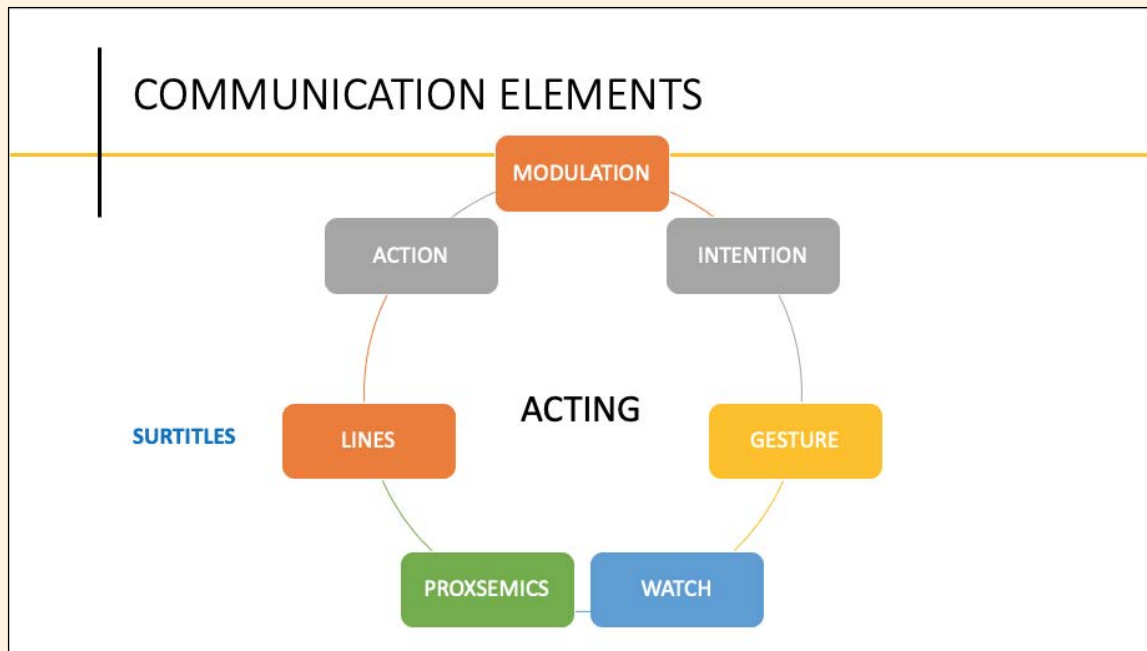 COMMUNICATION ELEMENTS
MODULATION
ACTION
INTENTION
ACTING
SURTITLES
LINES
GESTURE
PROXSEMICS
WATCH